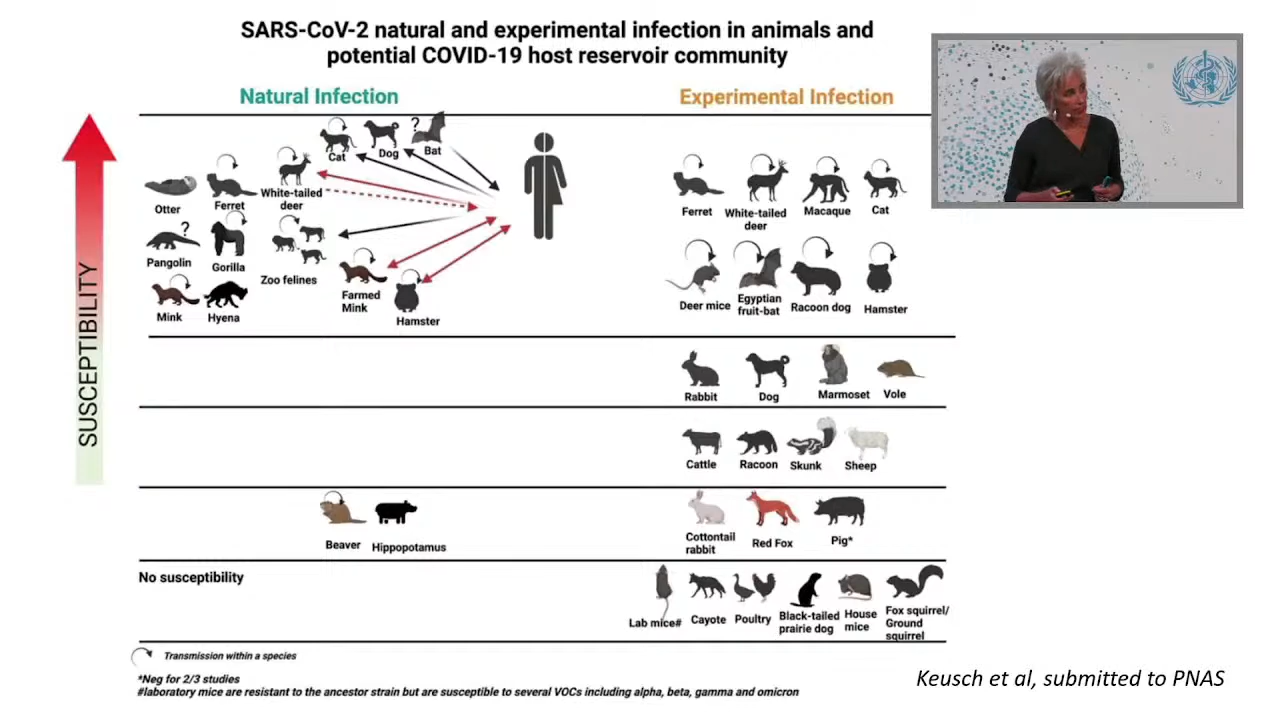 SARS-CoV-2 natural and experimental infection in animals and
potential COVID-19 host reservoir community
Natural Infection
Experimental Infection
SUSCEPTIBILITY
Cat
Dog
?
Bat
Otter
Ferret
White-tailed
deer
?
Pangolin
Gorilla
Zoo felines
Mink
Hyena
Farmed
Mink
Hamster
Ferret
White-tailed
deer
Macaque
Cat
Deer mice
Egyptian
fruit-bat
Racoon dog
Hamster
Rabbit
Dog
Marmoset
Vole
Cattle
Racoon
Skunk
Sheep
Beaver
Hippopotamus
Cottontail
rabbit
Red Fox
Pig*
No susceptibility
Lab mice#
Cayote
Poultry
Black-tailed
prairie dog
House
mice
Fox squirrel/
Ground
squirrel
Transmission within a species
*Neg for 2/3 studies
#laboratory mice are resistant to the ancestor strain but are susceptible to several VOCs including alpha, beta, gamma and omicron
Keusch et al, submitted to PNAS